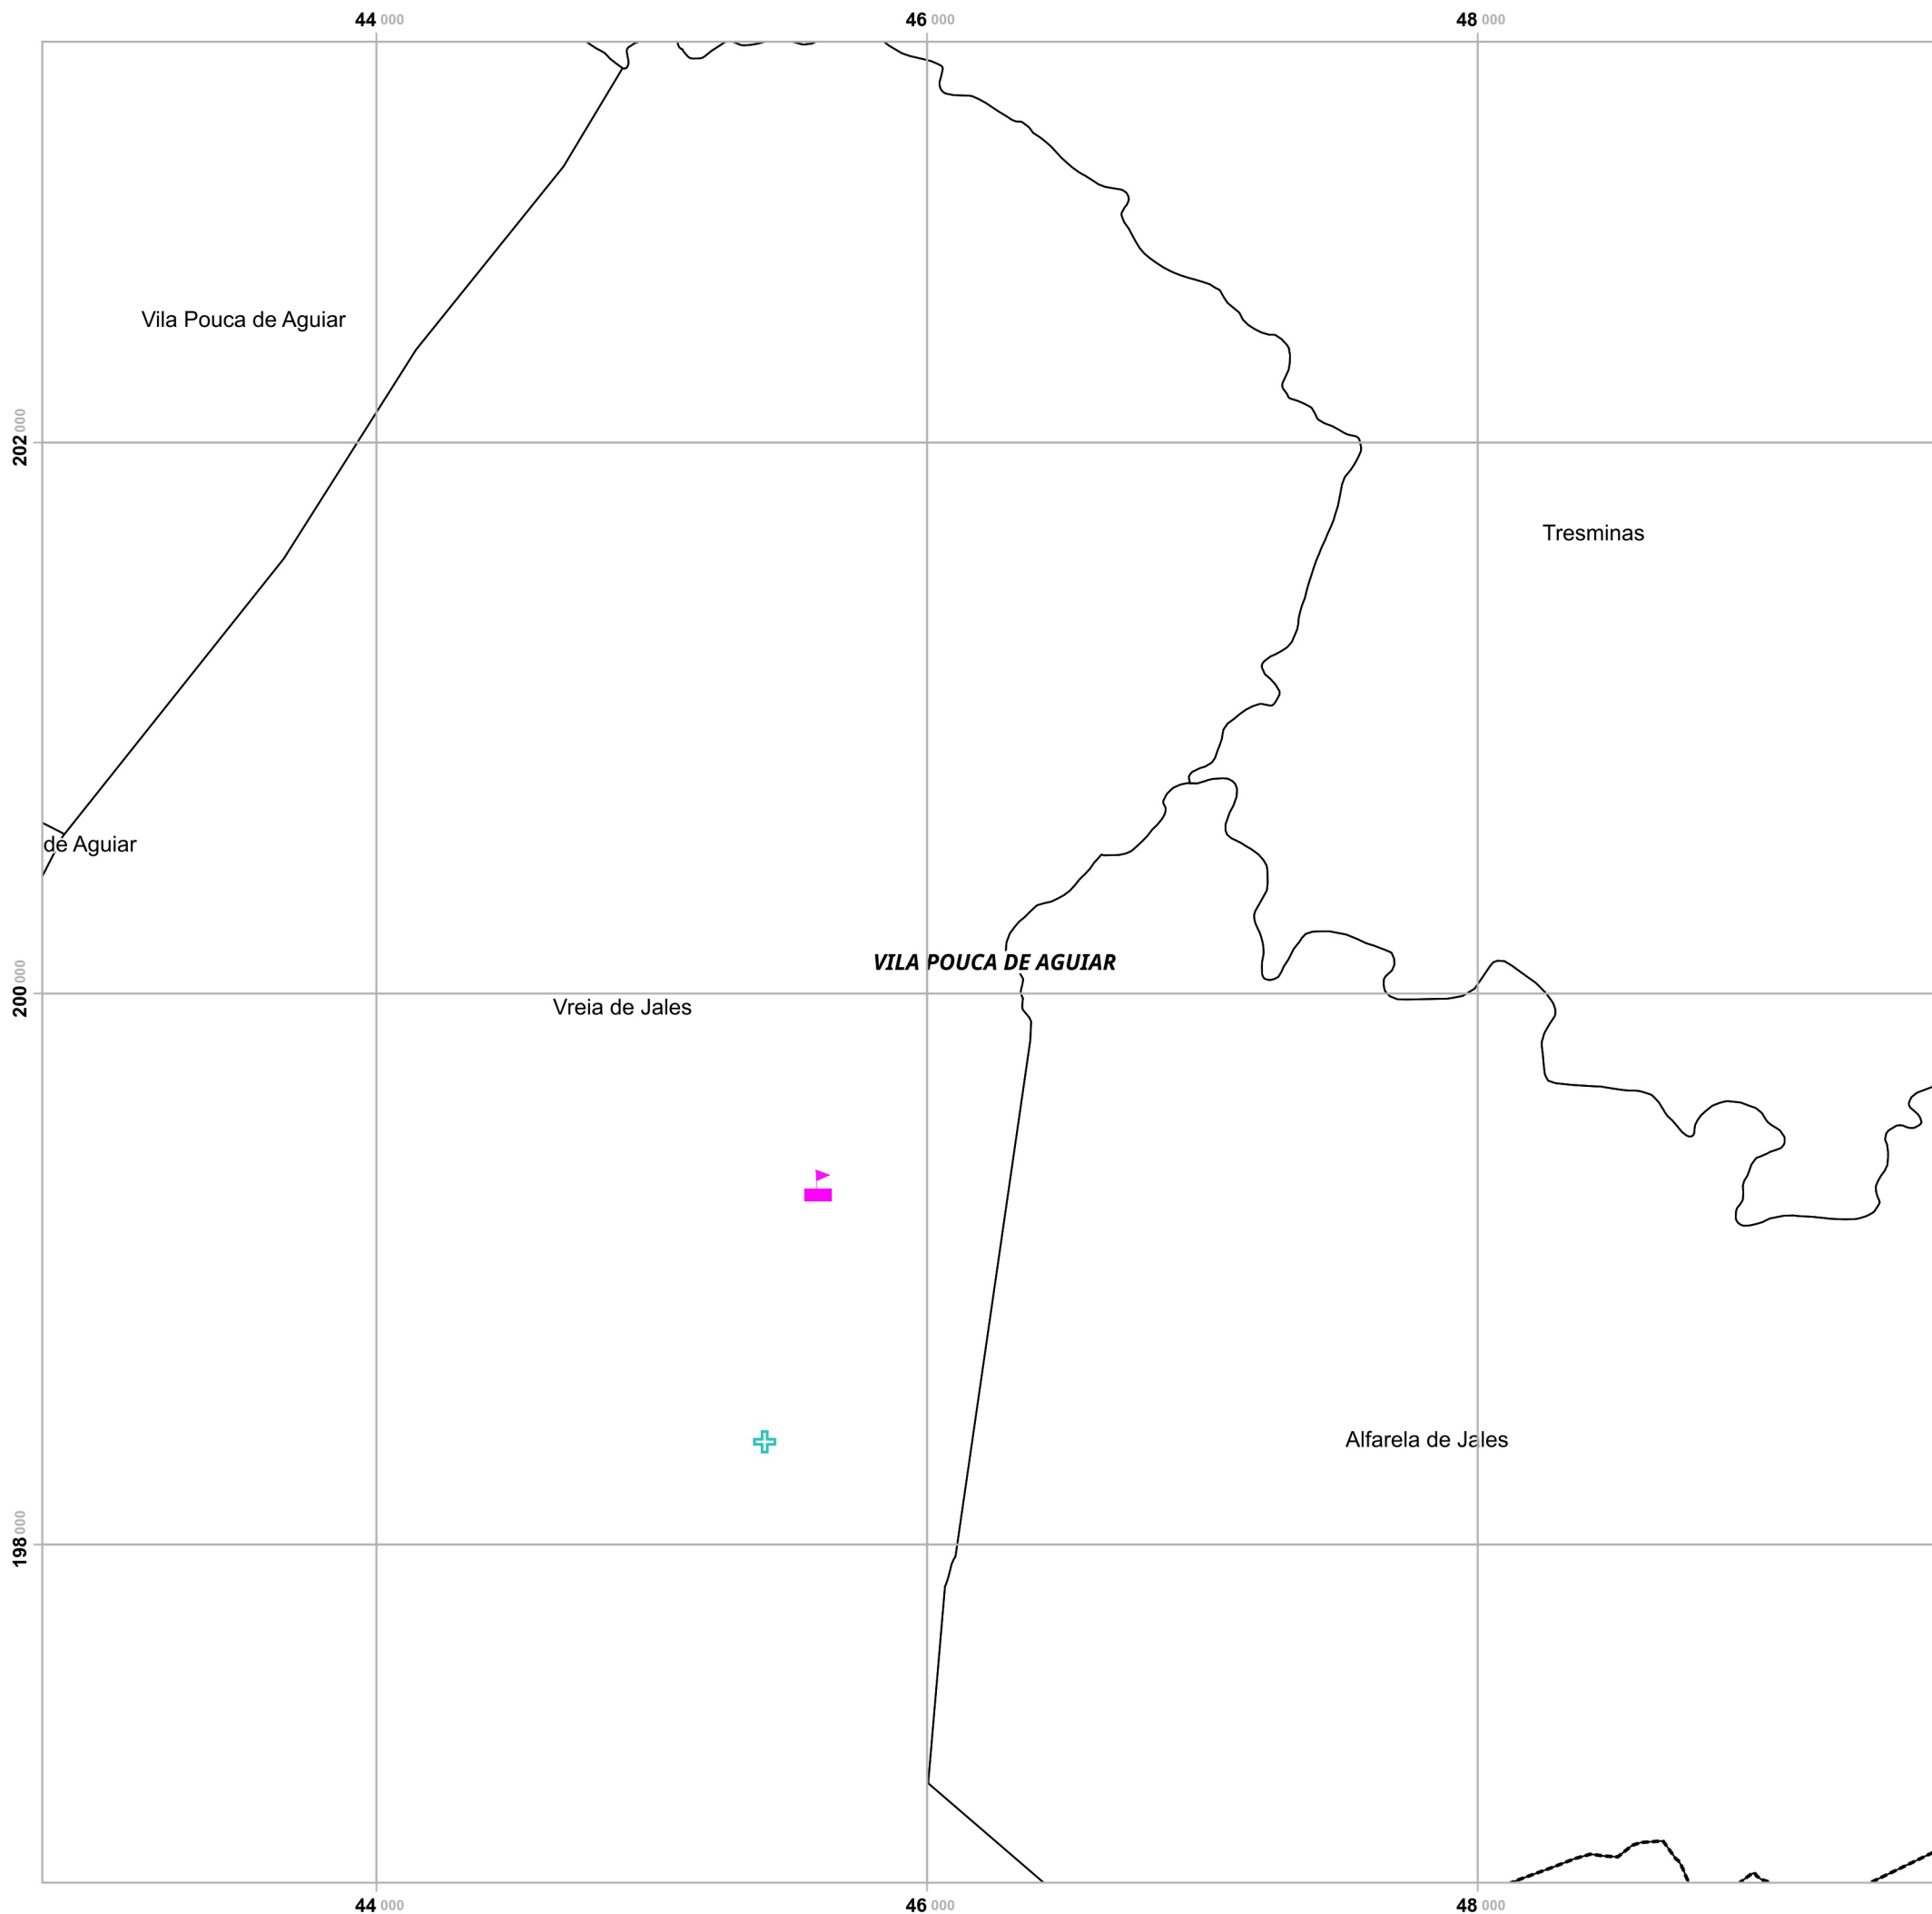 44 000
46 000
48 000
Vila Pouca de Aguiar
202 000
Tresminas
de Aguiar
VILA POUCA DE AGUIAR
200 000
Vreia de Jales
Alfarela de Jales
198 000
44 000
46 000
48 000